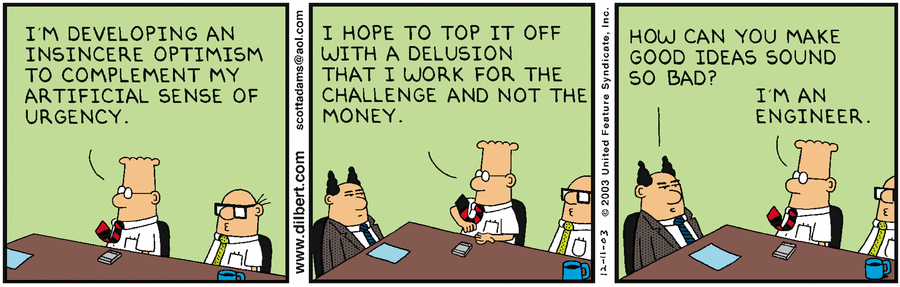 I'M DEVELOPING AN
INSINCERE OPTIMISM
TO COMPLEMENT MY
ARTIFICIAL SENSE OF
URGENCY.
www.dilbert.com
scottadams@aol.com
I HOPE TO TOP IT OFF
WITH A DELUSION
THAT I WORK FOR THE
CHALLENGE AND NOT THE
MONEY.
12-11-03 © 2003 United Feature Syndicate, Inc.
HOW CAN YOU MAKE
GOOD IDEAS SOUND
SO BAD?
I'M AN
ENGINEER.